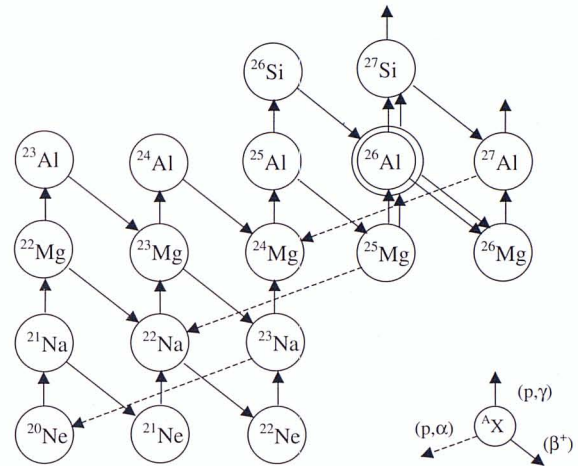 ²⁶Si ²⁷Si
²³Al ²⁴Al ²⁵Al ²⁶Al ²⁷Al
²²Mg ²³Mg ²⁴Mg ²⁵Mg ²⁶Mg
²¹Na ²²Na ²³Na
²⁰Ne ²¹Ne ²²Ne
(p,γ)
(p,α) ᴬX
(β⁺)